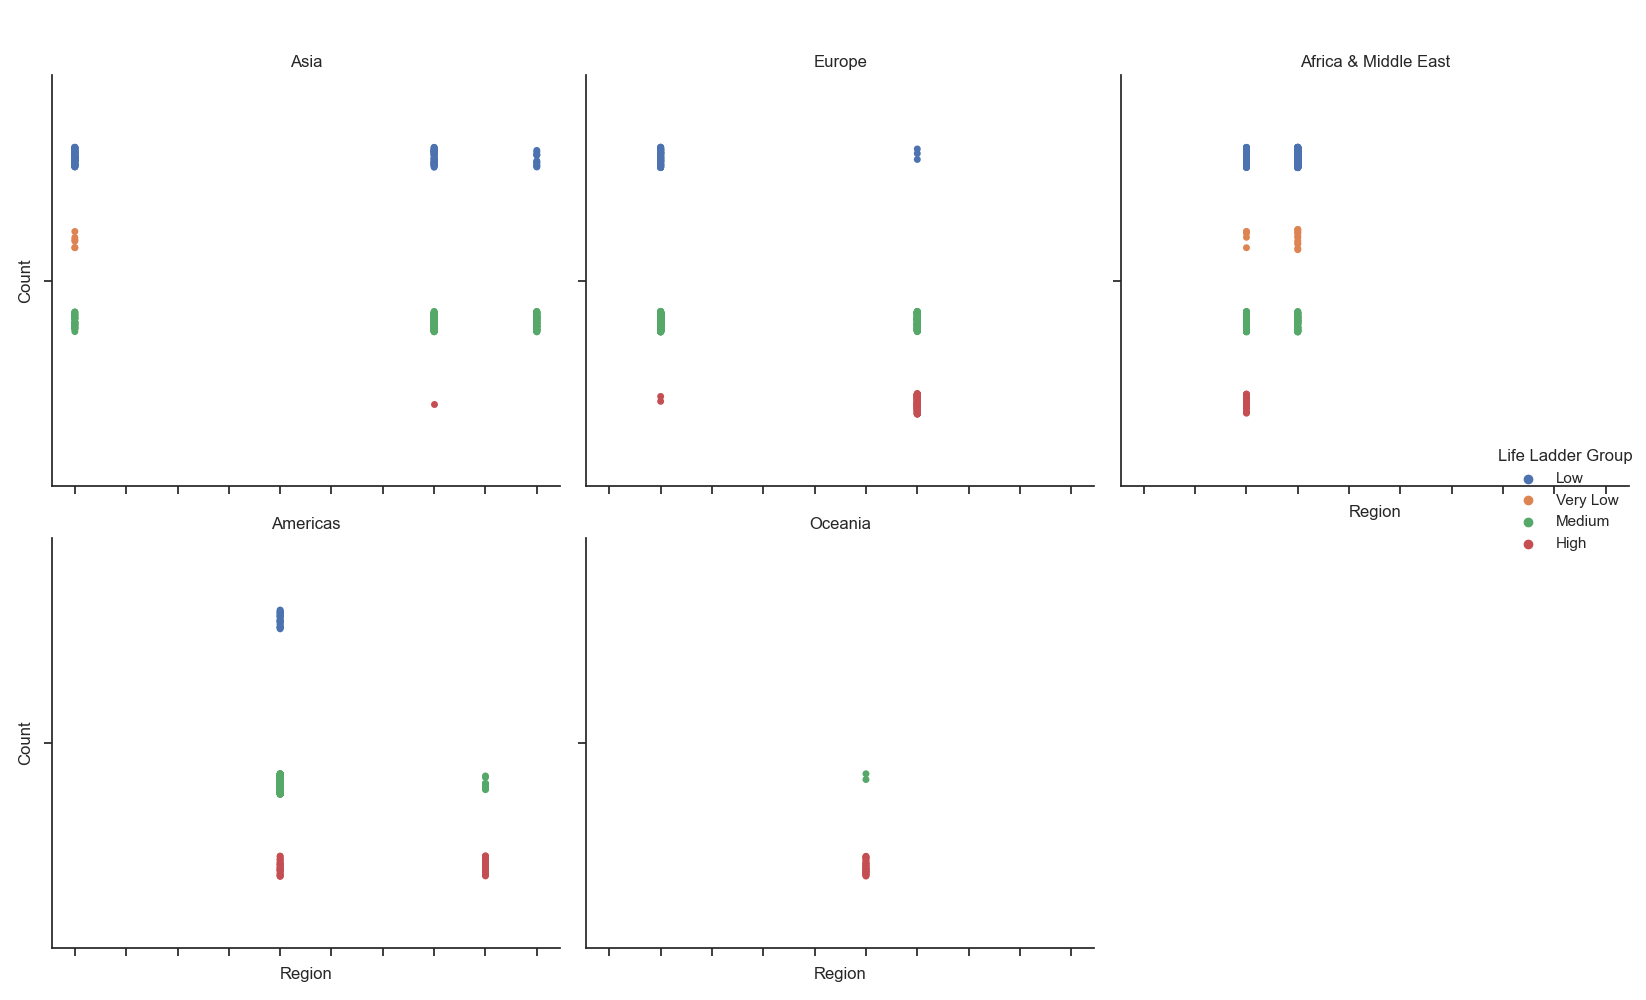 Asia
Europe
Africa & Middle East
Count
Life Ladder Group
Low
Very Low
Medium
High
Region
Americas
Oceania
Count
Region
Region